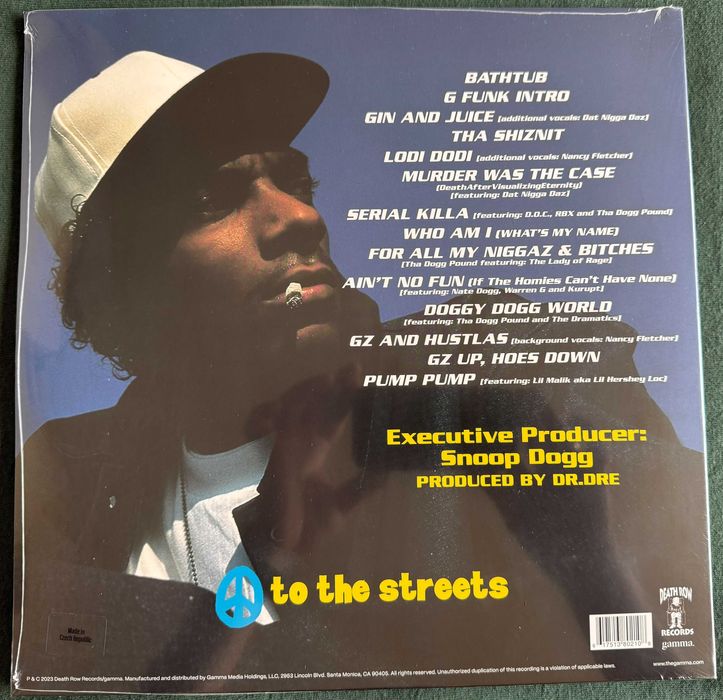 BATHTUB
G FUNK INTRO
GIN AND JUICE [additional vocals: Dat Nigga Daz]
THA SHIZNIT
LODI DODI [additional vocals: Nancy Fletcher]
MURDER WAS THE CASE
(DeathAfterVisualizingEternity)
[featuring: Dat Nigga Daz]
SERIAL KILLA [featuring: D.O.C., RBX and Tha Dogg Pound]
WHO AM I (WHAT'S MY NAME)
FOR ALL MY NIGGAZ & BITCHES
[Tha Dogg Pound featuring: The Lady of Rage]
AIN'T NO FUN (If The Homies Can't Have None)
[featuring: Nate Dogg, Warren G and Kurupt]
DOGGY DOGG WORLD
[featuring: Tha Dogg Pound and The Dramatics]
GZ AND HUSTLAS [background vocals: Nancy Fletcher]
GZ UP, HOES DOWN
PUMP PUMP [featuring: Lil Malik aka Lil Hershey Loc]
Executive Producer:
Snoop Dogg
PRODUCED BY DR.DRE
to the streets
Made in
Czech Republic
DEATH ROW
RECORDS
gamma.
17513 80210
www.thegamma.com
P & C 2023 Death Row Records/gamma. Manufactured and distributed by Gamma Media Holdings, LLC, 2953 Lincoln Blvd. Santa Monica, CA 90405. All rights reserved. Unauthorized duplication of this recording is a violation of applicable laws.